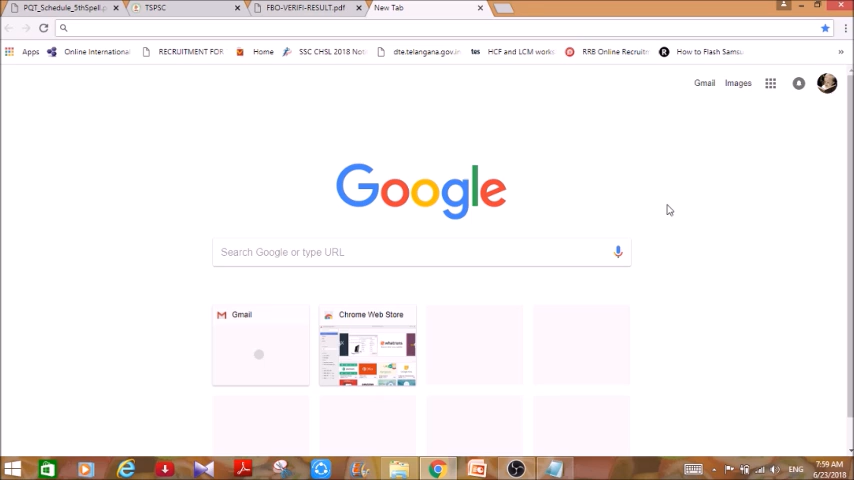 PQT_Schedule_5thSpell.p
TSPSC
FBO-VERIFI-RESULT.pdf
New Tab
Apps
Online International
RECRUITMENT FOR
Home
SSC CHSL 2018 Noti
dte.telangana.gov.in
tes HCF and LCM work
RRB Online Recruitm
How to Flash Samsu
Gmail Images
Google
Search Google or type URL
Gmail
Chrome Web Store
ENG
7:59 AM
6/23/2018